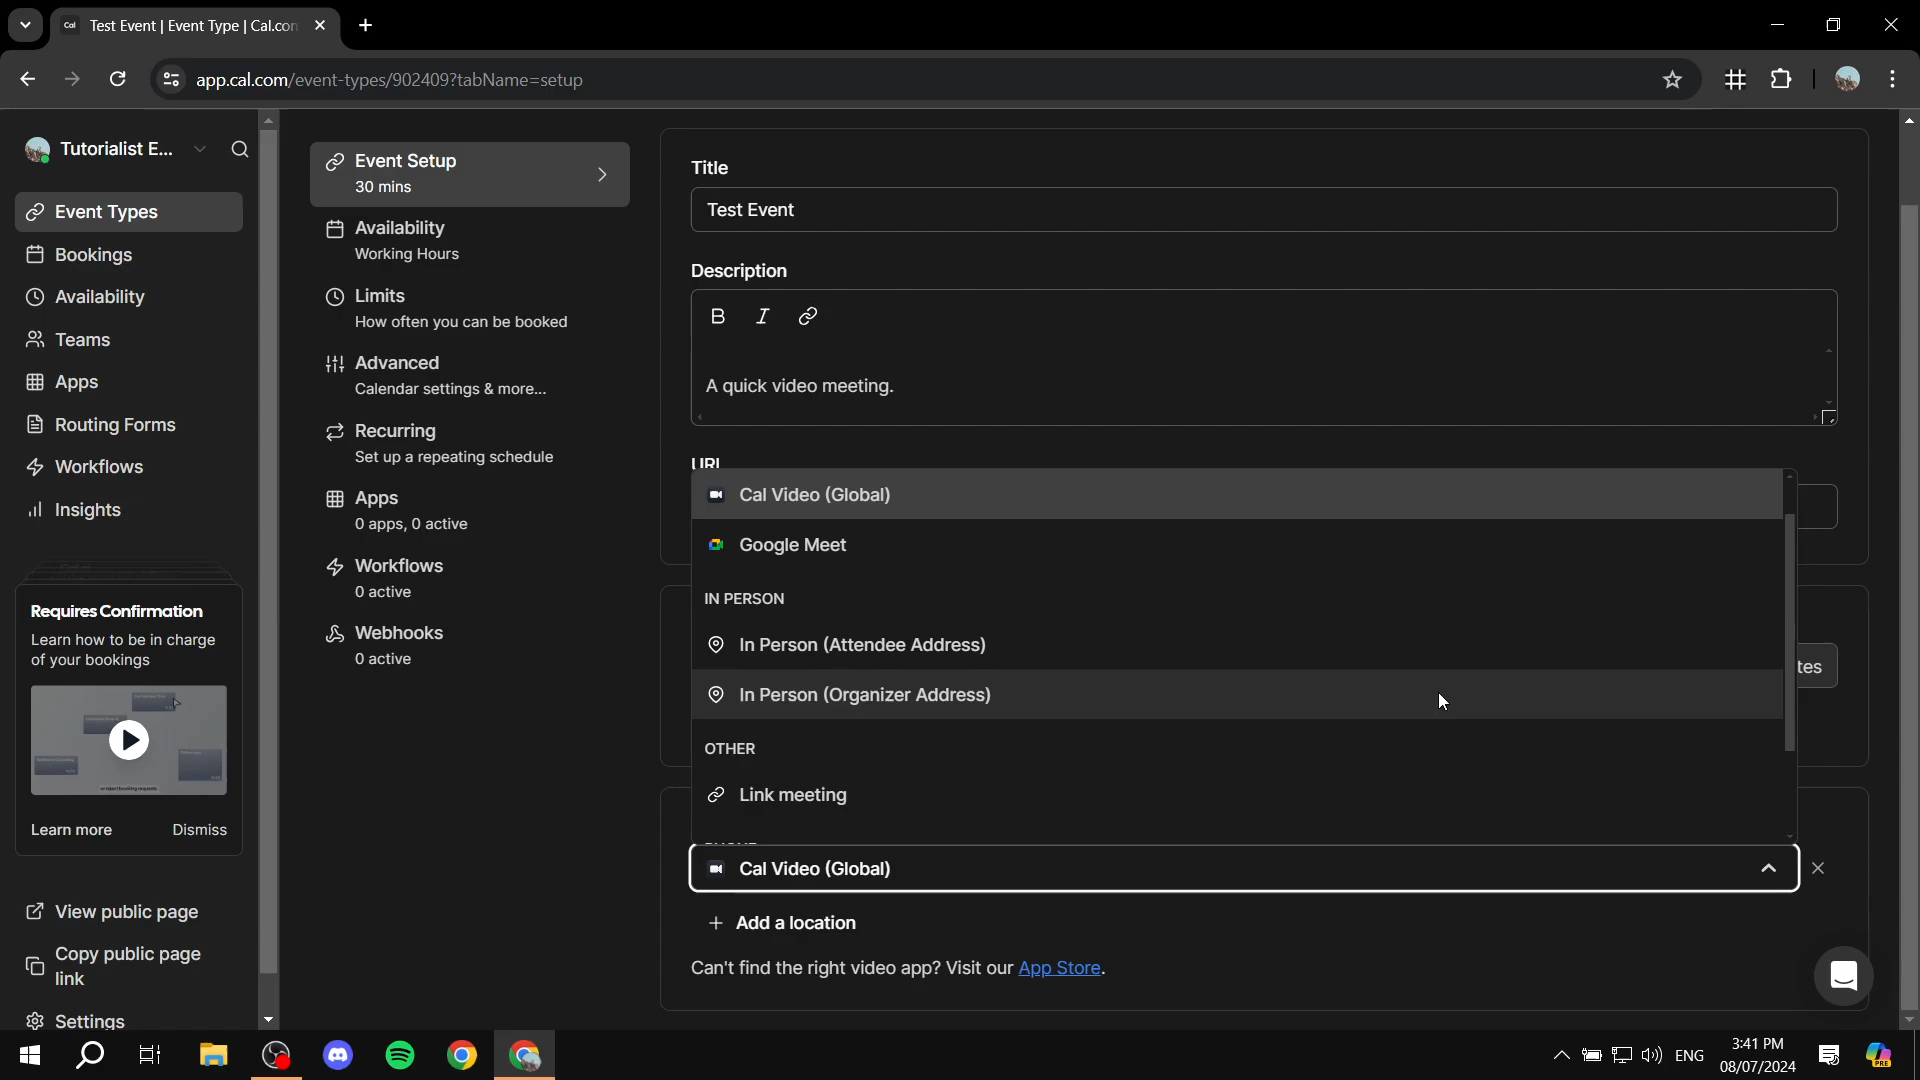 Cal
Test Event | Event Type | Cal.con
app.cal.com/event-types/902409?tabName=setup
Tutorialist E...
Event Types
Bookings
Availability
Teams
Apps
Routing Forms
Workflows
Insights
Requires Confirmation
Learn how to be in charge
of your bookings
Learn more
Dismiss
View public page
Copy public page
link
Settings
Event Setup
30 mins
Availability
Working Hours
Limits
How often you can be booked
Advanced
Calendar settings & more...
Recurring
Set up a repeating schedule
Apps
0 apps, 0 active
Workflows
0 active
Webhooks
0 active
Title
Test Event
Description
B I
A quick video meeting.
URL
Cal Video (Global)
Google Meet
IN PERSON
In Person (Attendee Address)
In Person (Organizer Address)
tes
OTHER
Link meeting
Cal Video (Global)
Add a location
Can't find the right video app? Visit our App Store.
ENG
3:41 PM
08/07/2024
PRE